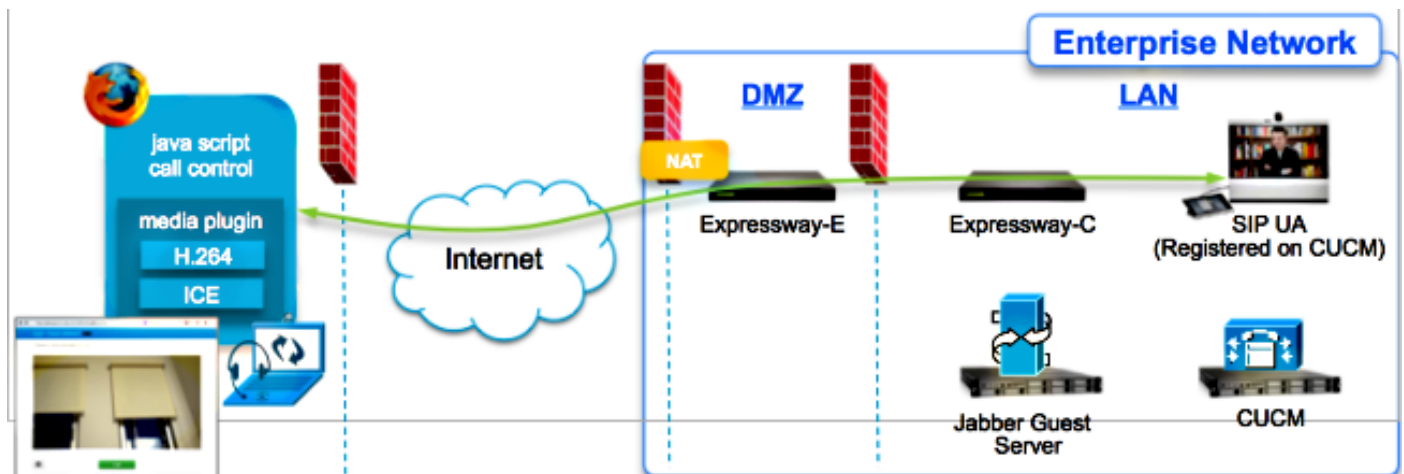 Enterprise Network
DMZ
LAN
java script
call control
media plugin
H.264
ICE
Internet
NAT
Expressway-E
Expressway-C
SIP UA
(Registered on CUCM)
Jabber Guest
Server
CUCM